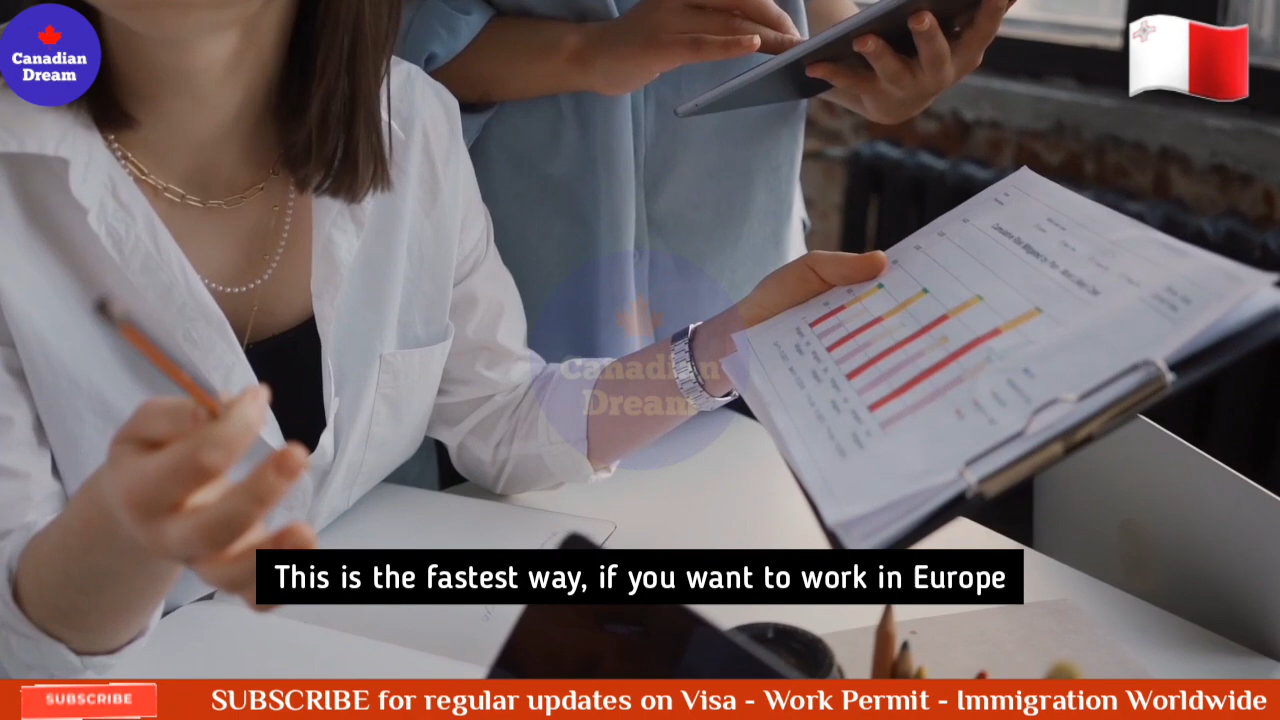 Canadian
Dream
Canadian
Dream
This is the fastest way, if you want to work in Europe
SUBSCRIBE
SUBSCRIBE for regular updates on Visa - Work Permit - Immigration Worldwide